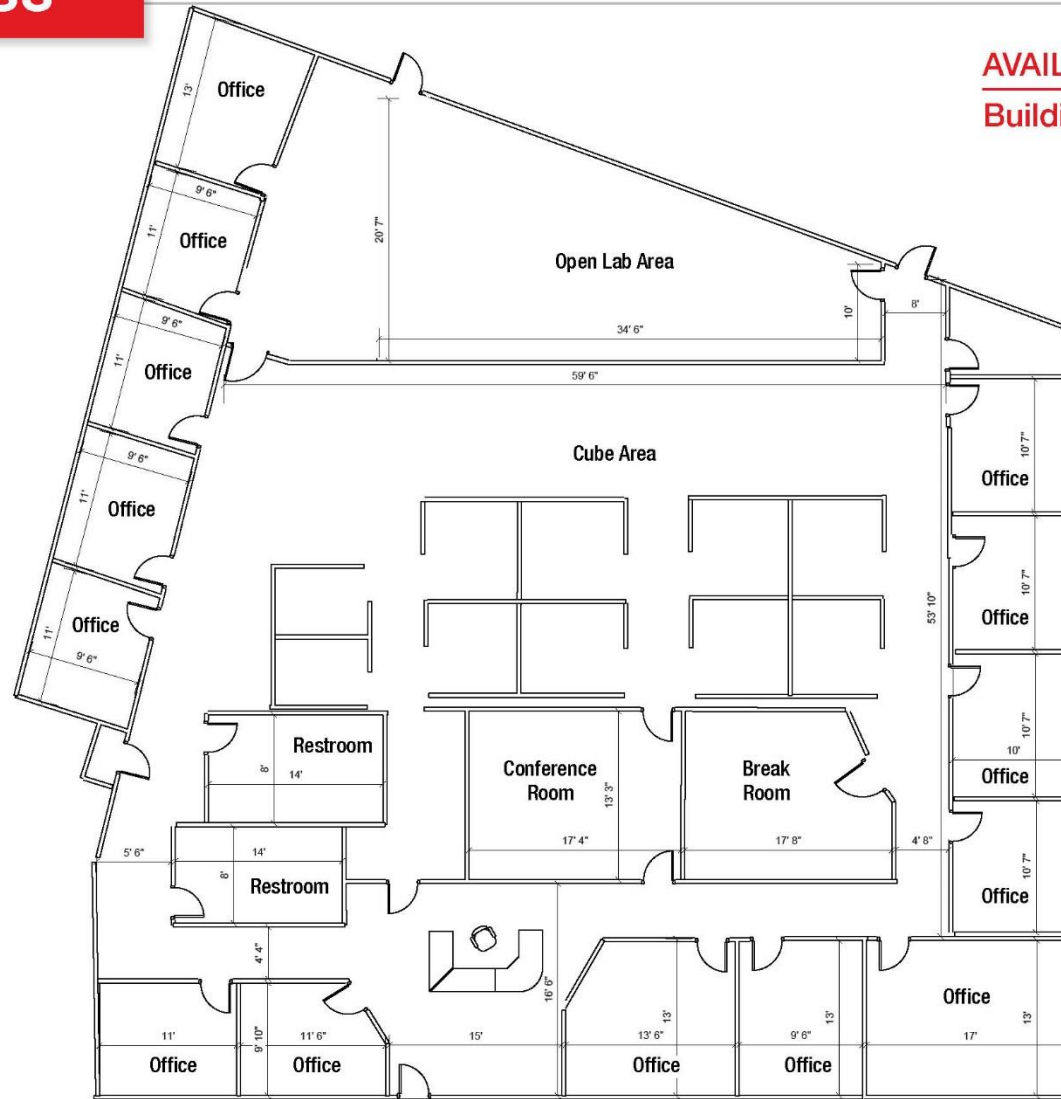 AVAIL
Buildi
Office
13'
9' 6"
Office
11'
20' 7"
Open Lab Area
10'
8'
34' 6"
9' 6"
Office
11'
59' 6"
Cube Area
9' 6"
Office
11'
10' 7"
Office
Office
11'
9' 6"
53' 10"
10' 7"
Office
Restroom
8'
14'
Conference
Room
13' 3"
17' 4"
Break
Room
17' 8"
4' 8"
10' 7"
10'
Office
5' 6"
14'
8'
Restroom
10' 7"
Office
4' 4"
16' 6"
11'
Office
9' 10"
11' 6"
Office
15'
13'
13' 6"
Office
9' 6"
13'
Office
Office
17'
13'